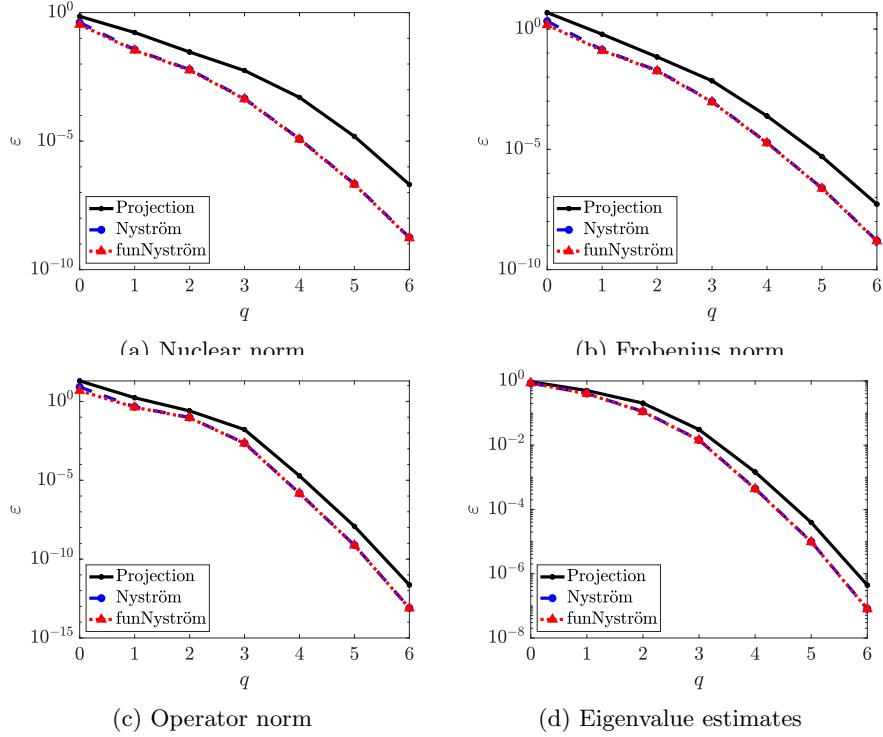 10^0
10^-5
10^-10
ε
0 1 2 3 4 5 6
q
Projection
Nyström
funNyström
(a) Nuclear norm
10^0
10^-5
10^-10
ε
0 1 2 3 4 5 6
q
Projection
Nyström
funNyström
(b) Frobenius norm
10^0
10^-5
10^-10
10^-15
ε
0 1 2 3 4 5 6
q
Projection
Nyström
funNyström
(c) Operator norm
10^0
10^-2
10^-4
10^-6
10^-8
ε
0 1 2 3 4 5 6
q
Projection
Nyström
funNyström
(d) Eigenvalue estimates